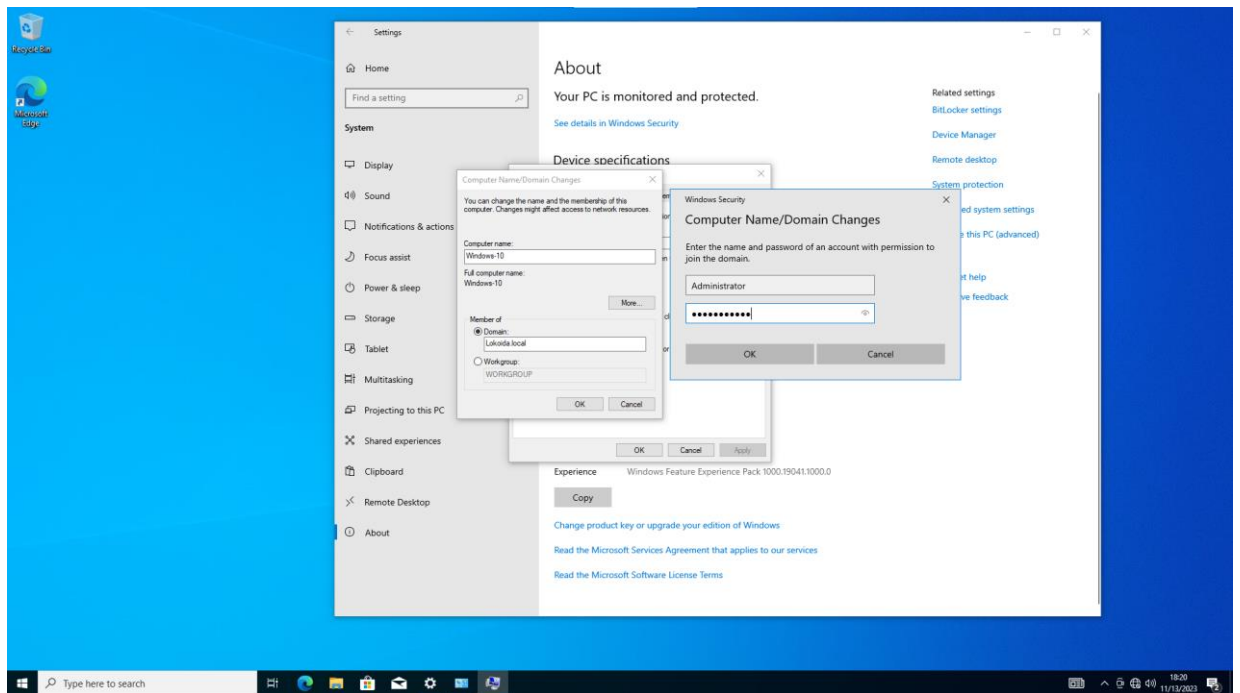 Recycle Bin
Microsoft
Edge
Settings
Home
Find a setting
System
Display
Sound
Notifications & actions
Focus assist
Power & sleep
Storage
Tablet
Multitasking
Projecting to this PC
Shared experiences
Clipboard
Remote Desktop
About
About
Your PC is monitored and protected.
See details in Windows Security
Device specifications
Related settings
BitLocker settings
Device Manager
Remote desktop
System protection
system settings
this PC (advanced)
help
feedback
Computer Name/Domain Changes
You can change the name and the membership of this
computer. Changes might affect access to network resources.
Computer name:
Windows-10
Full computer name:
Windows-10
More...
Member of
Domain:
Lokoida.local
Workgroup:
WORKGROUP
OK Cancel
Windows Security
Computer Name/Domain Changes
Enter the name and password of an account with permission to
join the domain.
Administrator
OK Cancel
OK Cancel Apply
Experience Windows Feature Experience Pack 1000.19041.1000.0
Copy
Change product key or upgrade your edition of Windows
Read the Microsoft Services Agreement that applies to our services
Read the Microsoft Software License Terms
Type here to search
18:20
11/13/2023